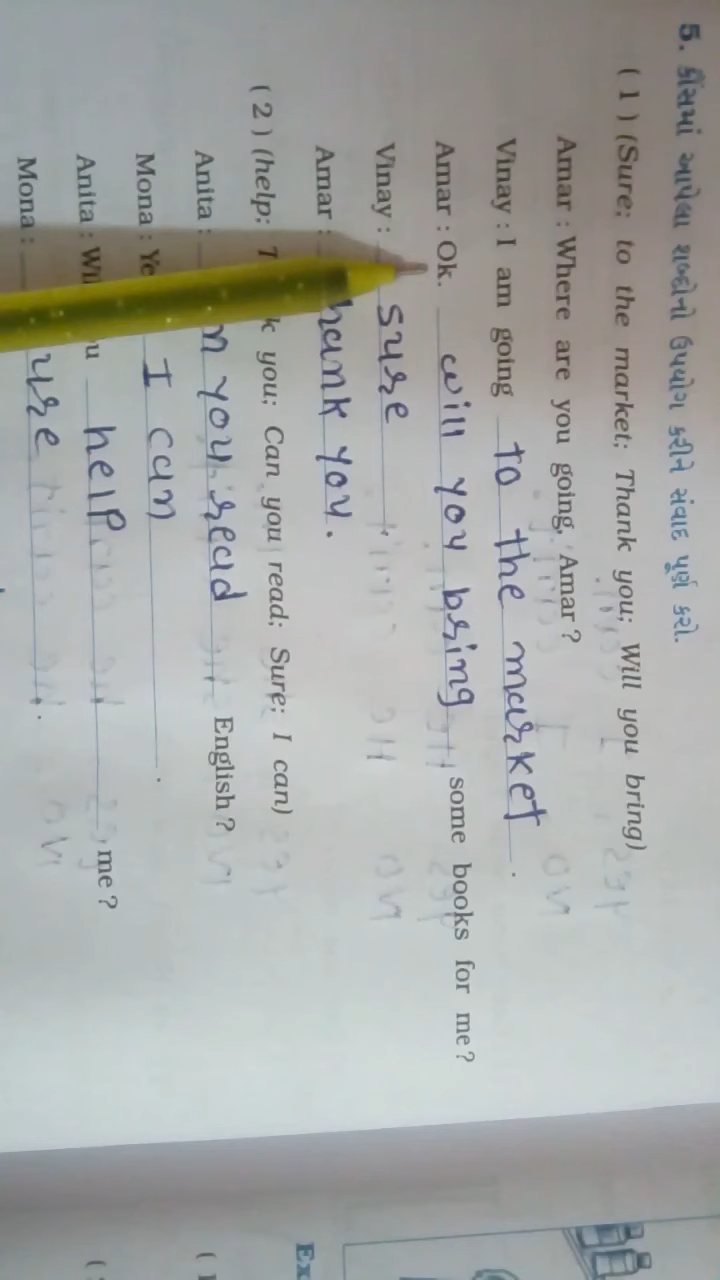 5. કૌંસમાં આપેલા શબ્દોનો ઉપયોગ કરીને સંવાદ પૂર્ણ કરો.
( 1 ) (Sure; to the market; Thank you; Will you bring)
Amar : Where are you going, Amar ?
Vinay : I am going to the market.
Amar : Ok. will you bring some books for me ?
Vinay : sure.
Amar : hank you.
( 2 ) (help; T k you; Can you read; Sure; I can)
Anita : n you read English ?
Mona : Ye I can.
Anita : Wi u help me ?
Mona : ure.
Ex